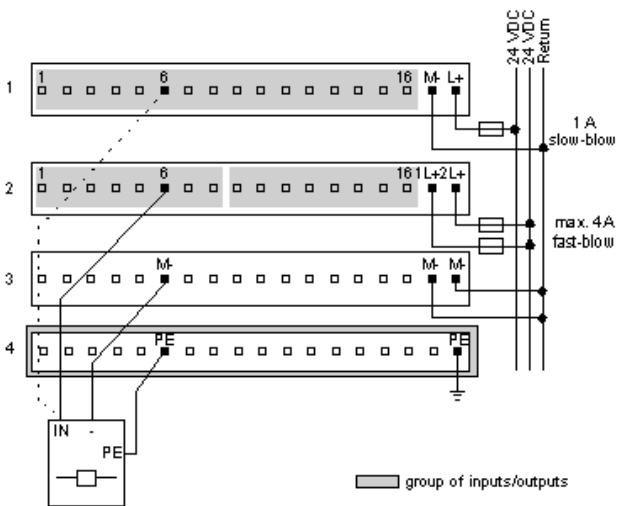 24 VDC
24 VDC
Return
1
1 6 16 M- L+
1 A
slow-blow
2
1 6 16 1L+ 2L+
max. 4 A
fast-blow
3
M- M- M-
4
PE PE
IN -
PE
group of inputs/outputs